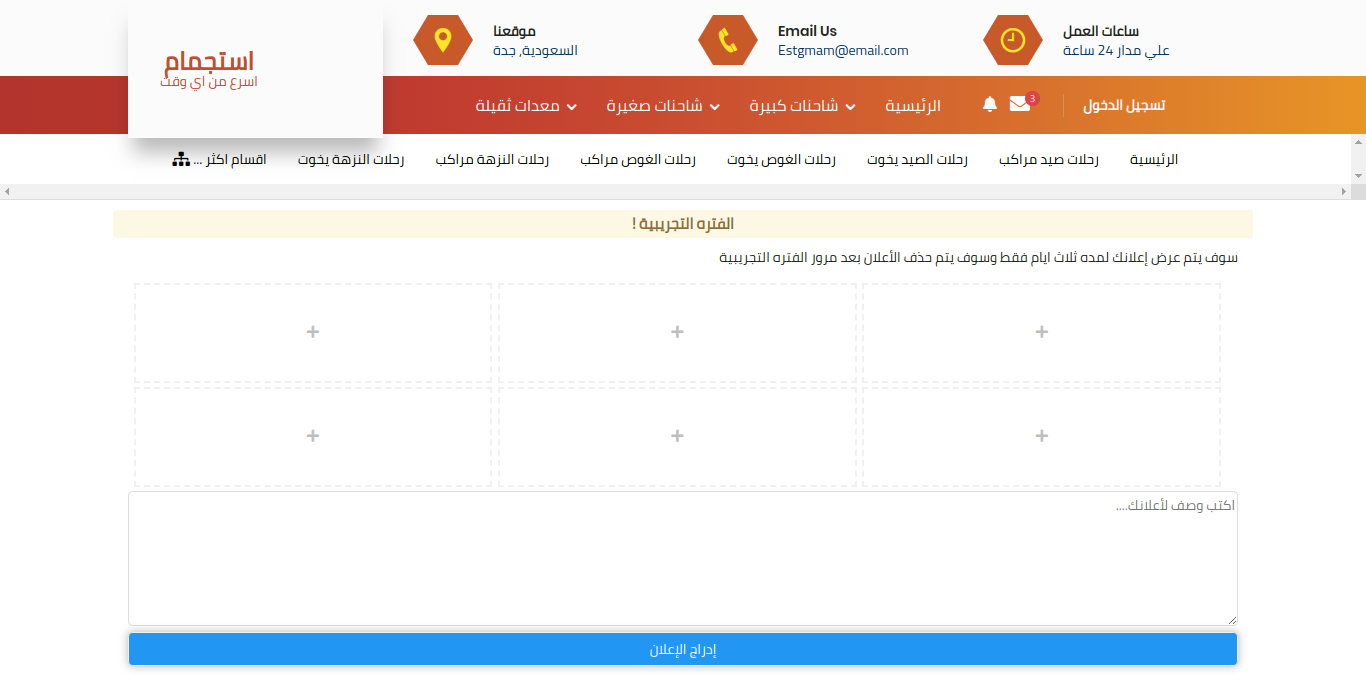 ساعات العمل
علي مدار 24 ساعة
Email Us
Estgmam@email.com
موقعنا
السعودية, جدة
استجمام
اسرع من اي وقت
تسجيل الدخول
3
الرئيسية
شاحنات كبيرة
شاحنات صغيرة
معدات ثقيلة
الرئيسية
رحلات صيد مراكب
رحلات الصيد يخوت
رحلات الغوص يخوت
رحلات الغوص مراكب
رحلات النزهة مراكب
رحلات النزهة يخوت
اقسام اكثر ...
الفتره التجريبية !
سوف يتم عرض إعلانك لمده ثلاث ايام فقط وسوف يتم حذف الأعلان بعد مرور الفتره التجريبية
+ + +
+ + +
اكتب وصف لأعلانك....
إدراج الإعلان